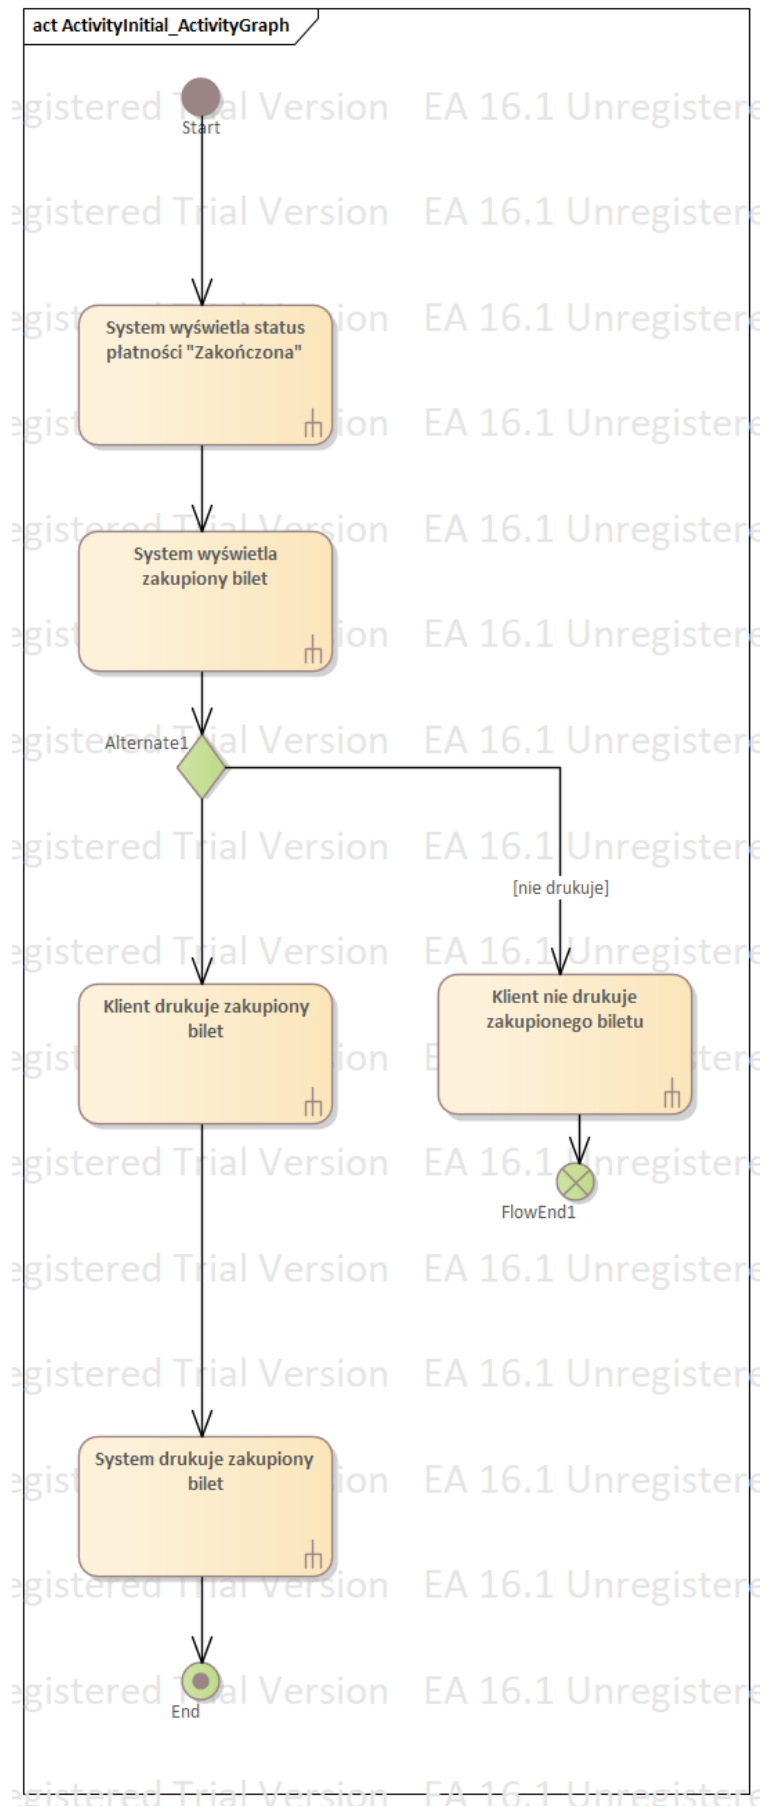 act ActivityInitial_ActivityGraph
Start
System wyświetla status
płatności "Zakończona"
System wyświetla
zakupiony bilet
Alternate1
[nie drukuje]
Klient drukuje zakupiony
bilet
Klient nie drukuje
zakupionego biletu
FlowEnd1
System drukuje zakupiony
bilet
End
EA 16.1
Trial Version